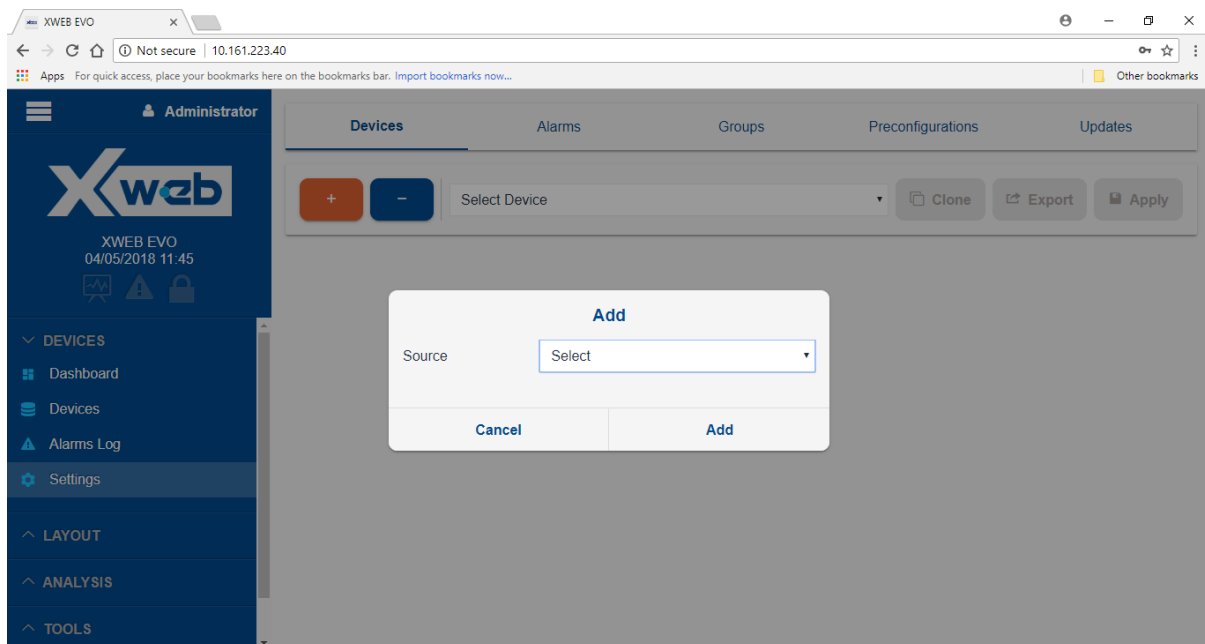 XWEB EVO
Not secure | 10.161.223.40
Apps For quick access, place your bookmarks here on the bookmarks bar. Import bookmarks now... Other bookmarks
Administrator
Xweb
XWEB EVO
04/05/2018 11:45
DEVICES
Dashboard
Devices
Alarms Log
Settings
LAYOUT
ANALYSIS
TOOLS
Devices Alarms Groups Preconfigurations Updates
+ − Select Device Clone Export Apply
Add
Source Select
Cancel Add